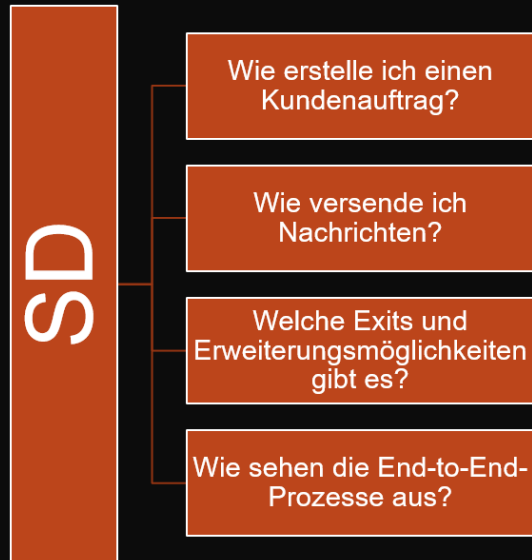 SD
Wie erstelle ich einen
Kundenauftrag?
Wie versende ich
Nachrichten?
Welche Exits und
Erweiterungsmöglichkeiten
gibt es?
Wie sehen die End-to-End-
Prozesse aus?